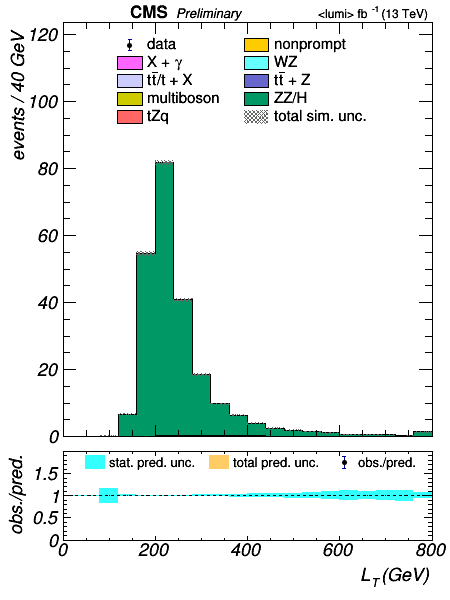 CMS Preliminary <lumi> fb ⁻¹ (13 TeV)
events / 40 GeV
120
100
80
60
40
20
0
data
nonprompt
X + γ
WZ
tt̄/t + X
tt̄ + Z
multiboson
ZZ/H
tZq
total sim. unc.
obs./pred.
1.5
1
0.5
0
stat. pred. unc.
total pred. unc.
obs./pred.
0 200 400 600 800
L_T (GeV)